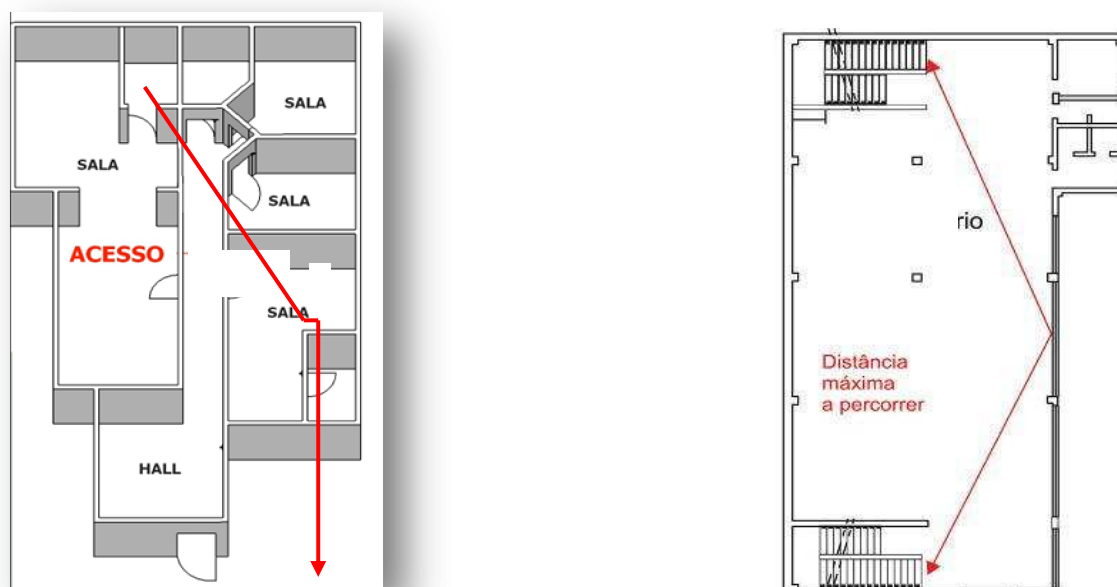 SALA
SALA
SALA
ACESSO
SALA
HALL
rio
Distância
máxima
a percorrer